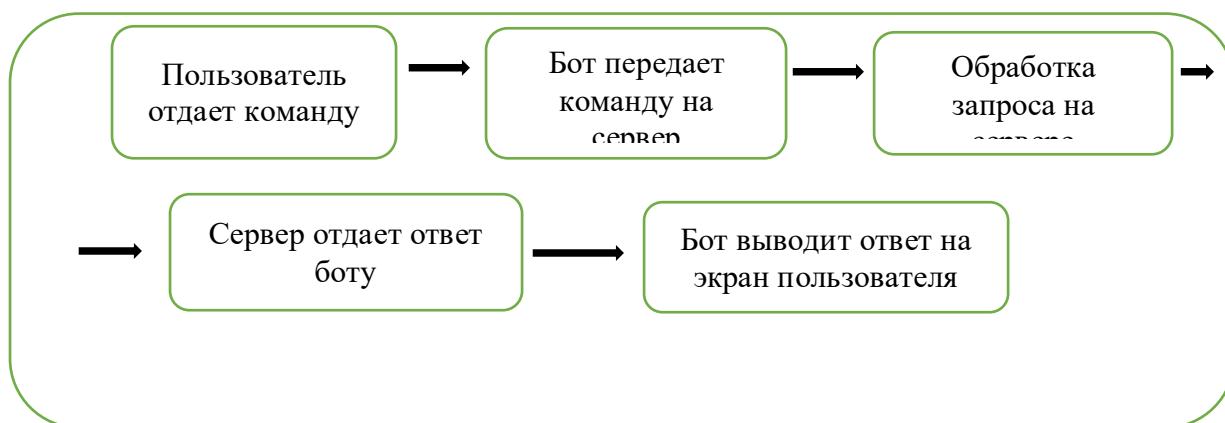 Пользователь
отдает команду
Бот передает
команду на
сервер
Обработка
запроса на
сервере
Сервер отдает ответ
боту
Бот выводит ответ на
экран пользователя